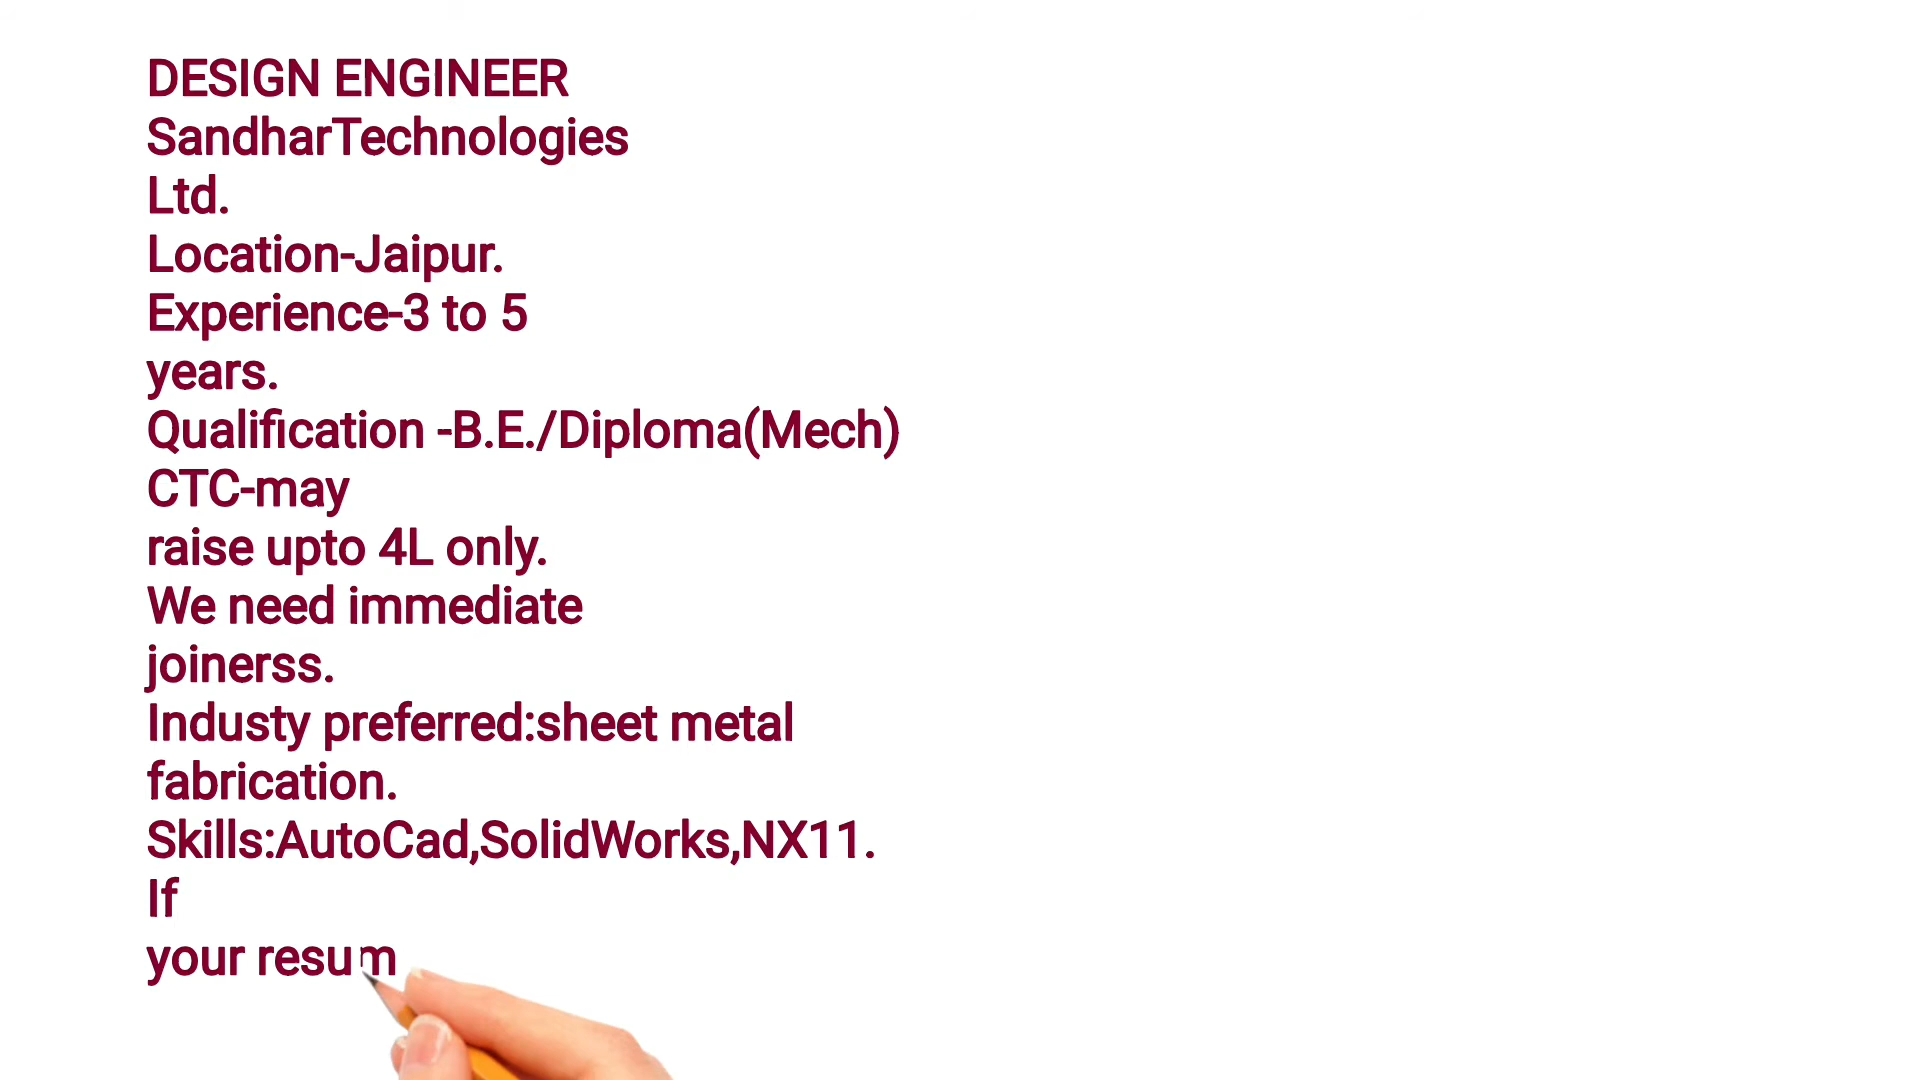 DESIGN ENGINEER
SandharTechnologies
Ltd.
Location-Jaipur.
Experience-3 to 5
years.
Qualification -B.E./Diploma(Mech)
CTC-may
raise upto 4L only.
We need immediate
joinerss.
Industy preferred:sheet metal
fabrication.
Skills:AutoCad,SolidWorks,NX11.
If
your resum